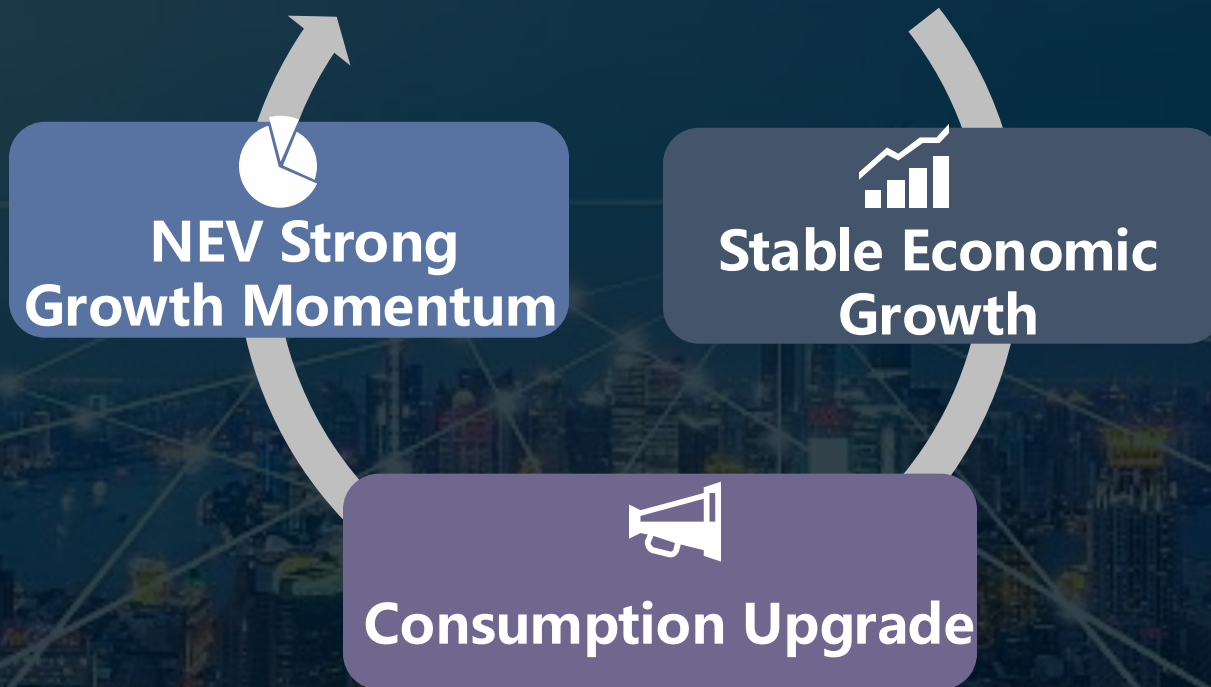 NEV Strong
Growth Momentum
Stable Economic
Growth
Consumption Upgrade